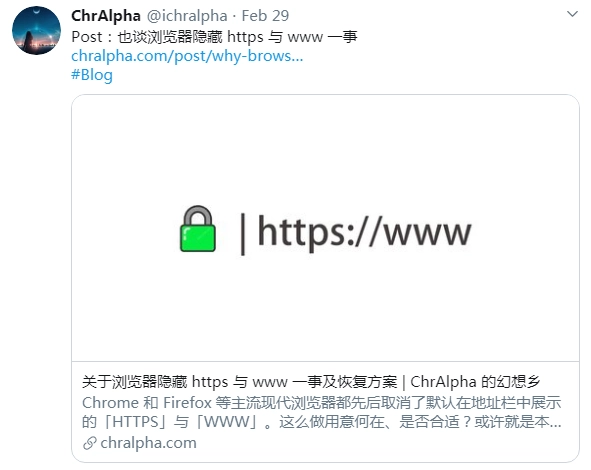 ChrAlpha @ichralpha · Feb 29
Post：也谈浏览器隐藏 https 与 www 一事
chralpha.com/post/why-brows...
#Blog
| https://www
关于浏览器隐藏 https 与 www 一事及恢复方案 | ChrAlpha 的幻想乡
Chrome 和 Firefox 等主流现代浏览器都先后取消了默认在地址栏中展示
的「HTTPS」与「WWW」。这么做用意何在、是否合适？或许就是本...
chralpha.com